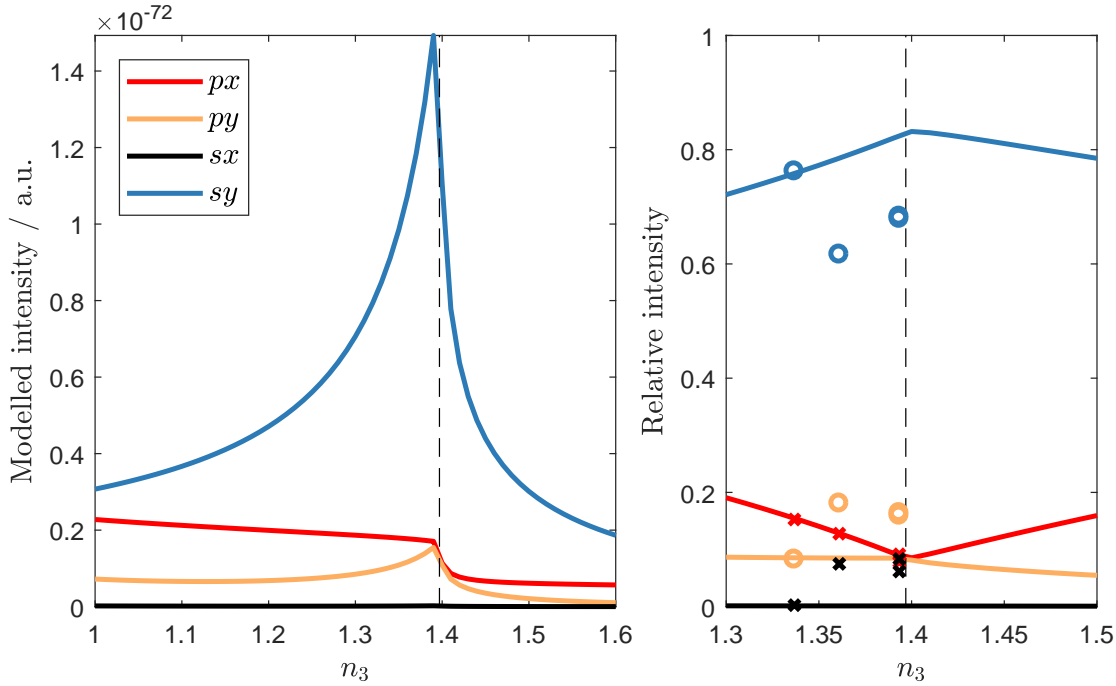 ×10^-72
Modelled intensity / a.u.
1.4
1.2
1
0.8
0.6
0.4
0.2
0
px
py
sx
sy
1 1.1 1.2 1.3 1.4 1.5 1.6
n₃
Relative intensity
1
0.8
0.6
0.4
0.2
0
1.3 1.35 1.4 1.45 1.5
n₃